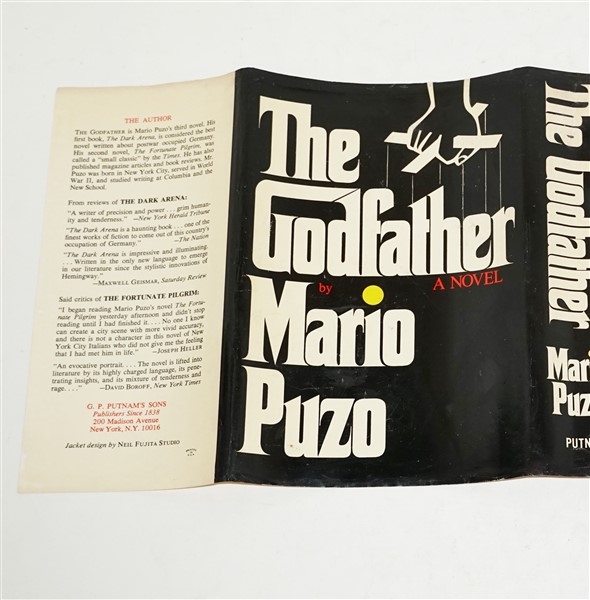 THE AUTHOR
THE GODFATHER is Mario Puzo's third novel. His
first book, The Dark Arena, is considered the best
novel written about postwar occupied Germany.
His second novel, The Fortunate Pilgrim, was
called a "small classic" by the Times. He has also
published magazine articles and book reviews. Mr.
Puzo was born in New York City, served in World
War II, and studied writing at Columbia and the
New School.
From reviews of THE DARK ARENA:
"A writer of precision and power . . . grim human-
ity and tenderness." —New York Herald Tribune
"The Dark Arena is a haunting book . . . one of the
finest works of fiction to come out of this country's
occupation of Germany." —The Nation
"The Dark Arena is impressive and illuminating.
. . . Written in the only new language to emerge
in our literature since the stylistic innovations of
Hemingway."
—MAXWELL GEISMAR, Saturday Review
Said critics of THE FORTUNATE PILGRIM:
"I began reading Mario Puzo's novel The Fortu-
nate Pilgrim yesterday afternoon and didn't stop
reading until I had finished it. . . . No one I know
can create a city scene with more vivid accuracy,
and there is not a character in this novel of New
York City Italians who did not give me the feeling
that I had met him in life." —JOSEPH HELLER
"An evocative portrait. . . . The novel is lifted into
literature by its highly charged language, its pene-
trating insights, and its mixture of tenderness and
rage. . . ." —DAVID BOROFF, New York Times
G. P. PUTNAM'S SONS
Publishers Since 1838
200 Madison Avenue
New York, N.Y. 10016
Jacket design by NEIL FUJITA STUDIO
The
Godfather
by
A NOVEL
Mario
Puzo
The Godfather
Mari
Puz
PUTN